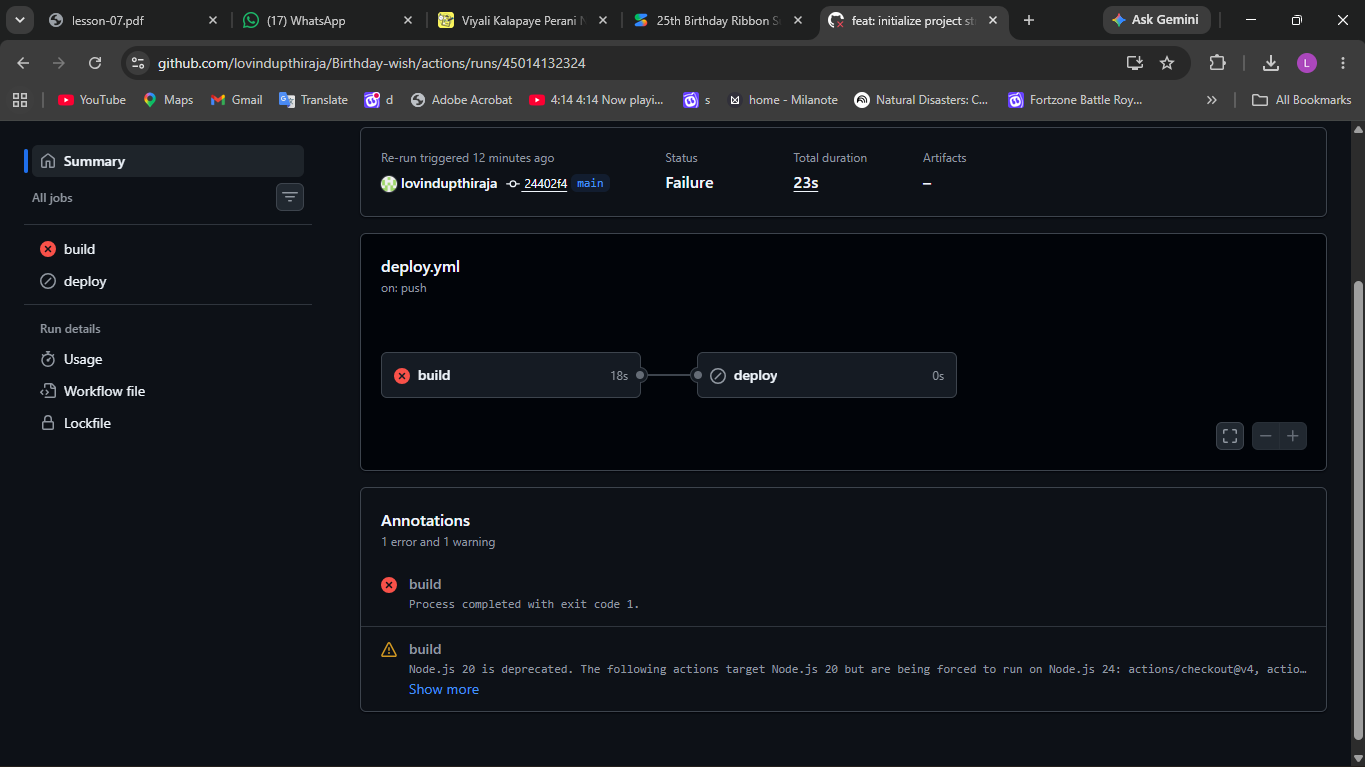 lesson-07.pdf
(17) WhatsApp
Viyali Kalapaye Perani N
25th Birthday Ribbon S
feat: initialize project st
Ask Gemini
github.com/lovindupthiraja/Birthday-wish/actions/runs/45014132324
L
YouTube
Maps
Gmail
Translate
d
Adobe Acrobat
4:14 4:14 Now playi...
s
home - Milanote
Natural Disasters: C...
Fortzone Battle Roy...
»
All Bookmarks
Summary
All jobs
build
deploy
Run details
Usage
Workflow file
Lockfile
Re-run triggered 12 minutes ago
Status
Total duration
Artifacts
lovindupthiraja 24402f4 main
Failure
23s
–
deploy.yml
on: push
build 18s
deploy 0s
Annotations
1 error and 1 warning
build
Process completed with exit code 1.
build
Node.js 20 is deprecated. The following actions target Node.js 20 but are being forced to run on Node.js 24: actions/checkout@v4, actio…
Show more